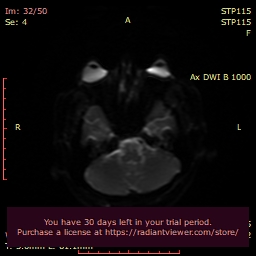 Im: 32/50
Se: 4
A
STP115
STP115
F
Ax DWI B 1000
R
L
You have 30 days left in your trial period.
Purchase a license at https://radiantviewer.com/store/